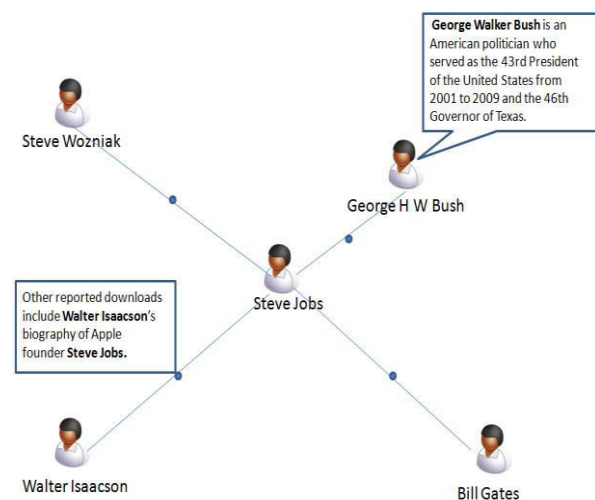 George Walker Bush is an
American politician who
served as the 43rd President
of the United States from
2001 to 2009 and the 46th
Governor of Texas.
Steve Wozniak
George H W Bush
Steve Jobs
Other reported downloads
include Walter Isaacson's
biography of Apple
founder Steve Jobs.
Walter Isaacson
Bill Gates